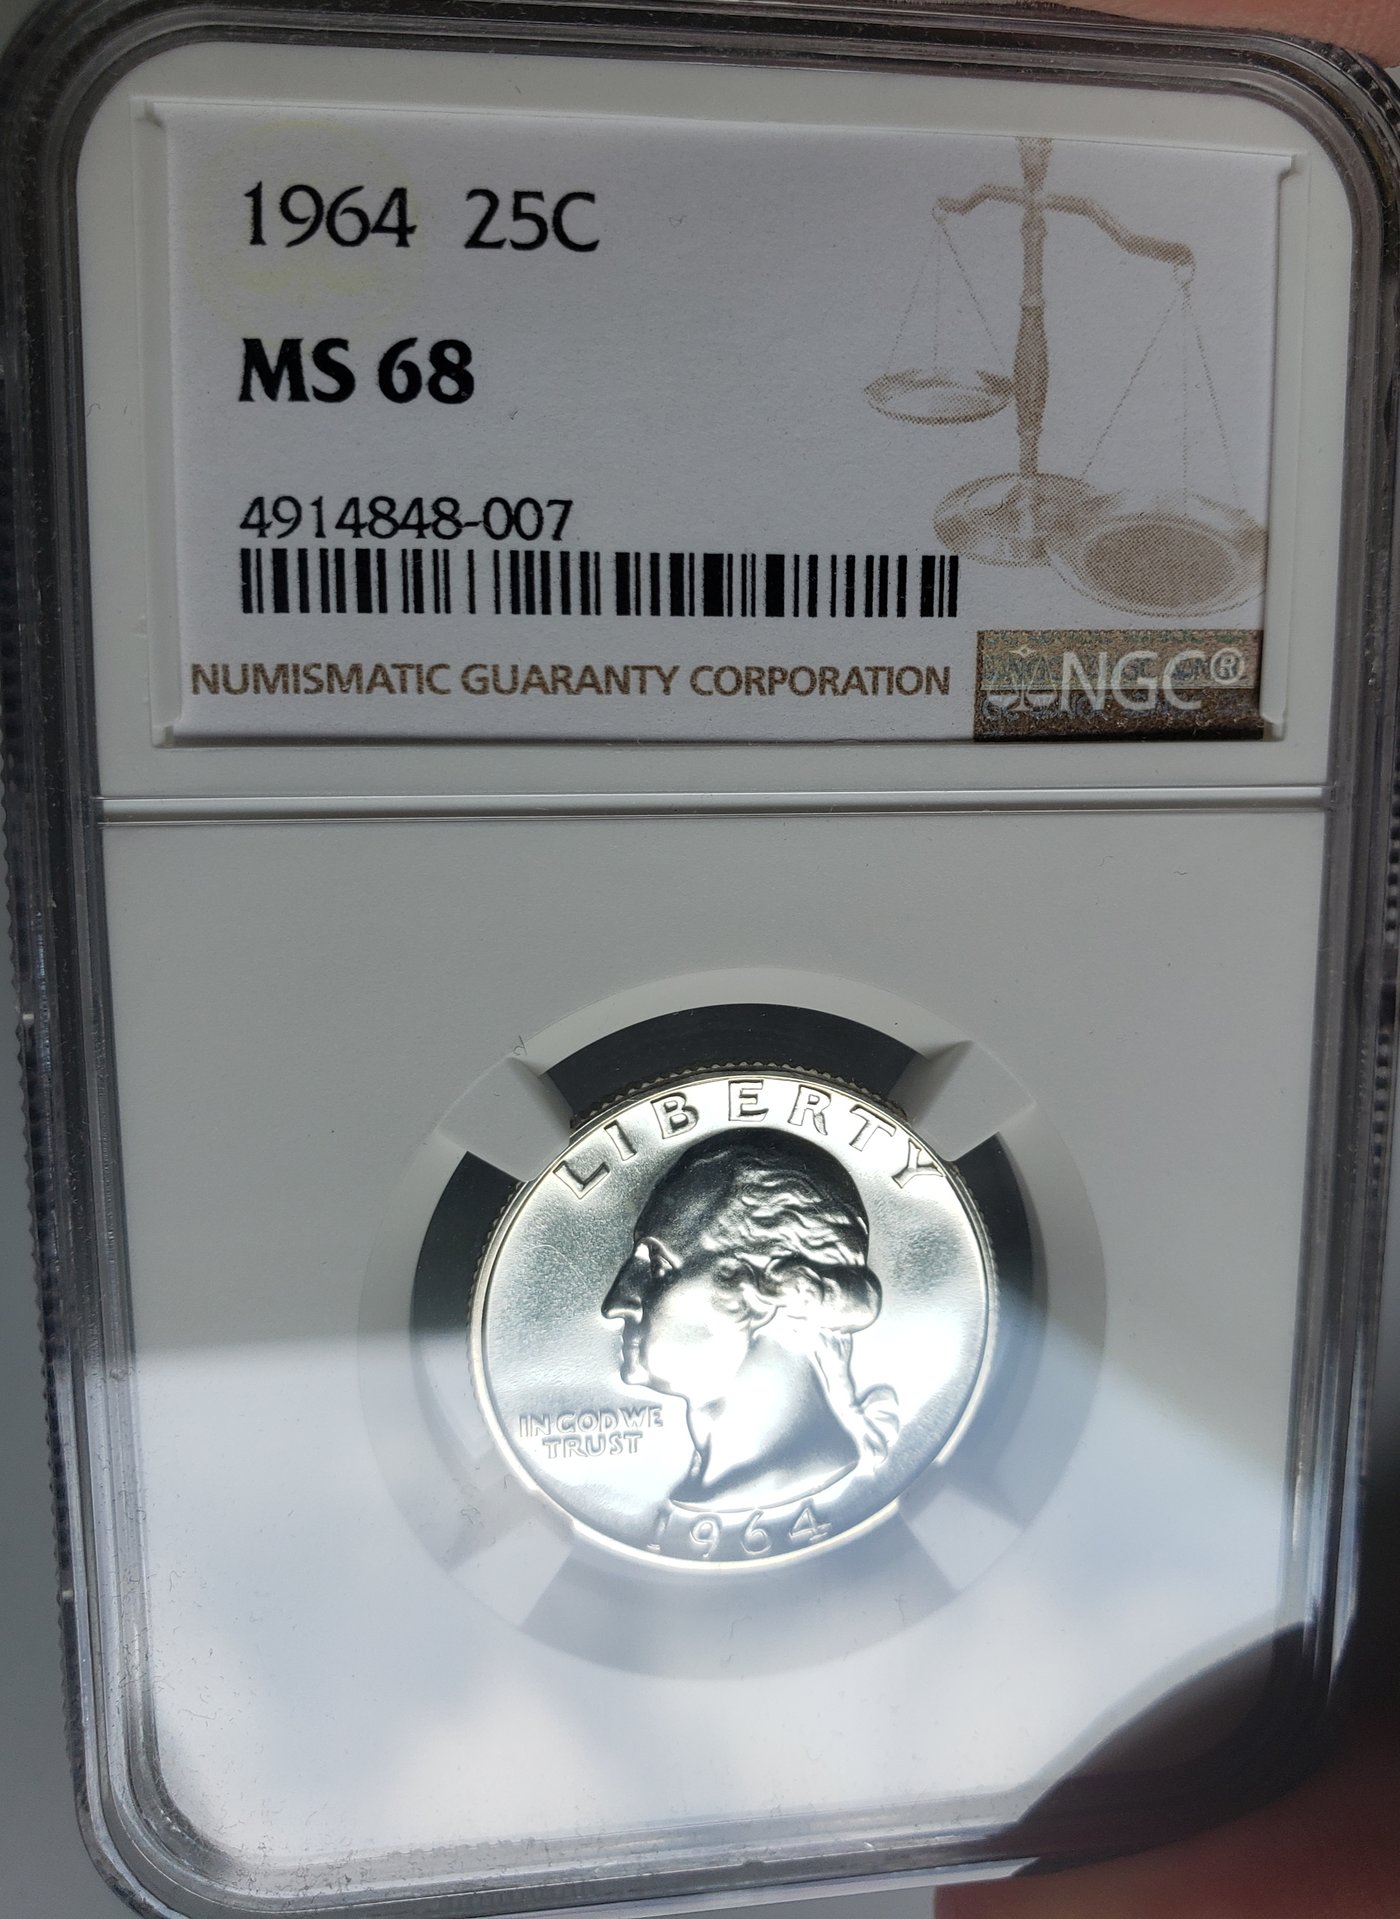 1964 25C
MS 68
4914848-007
NUMISMATIC GUARANTY CORPORATION
NGC®
LIBERTY
IN GOD WE
TRUST
1964